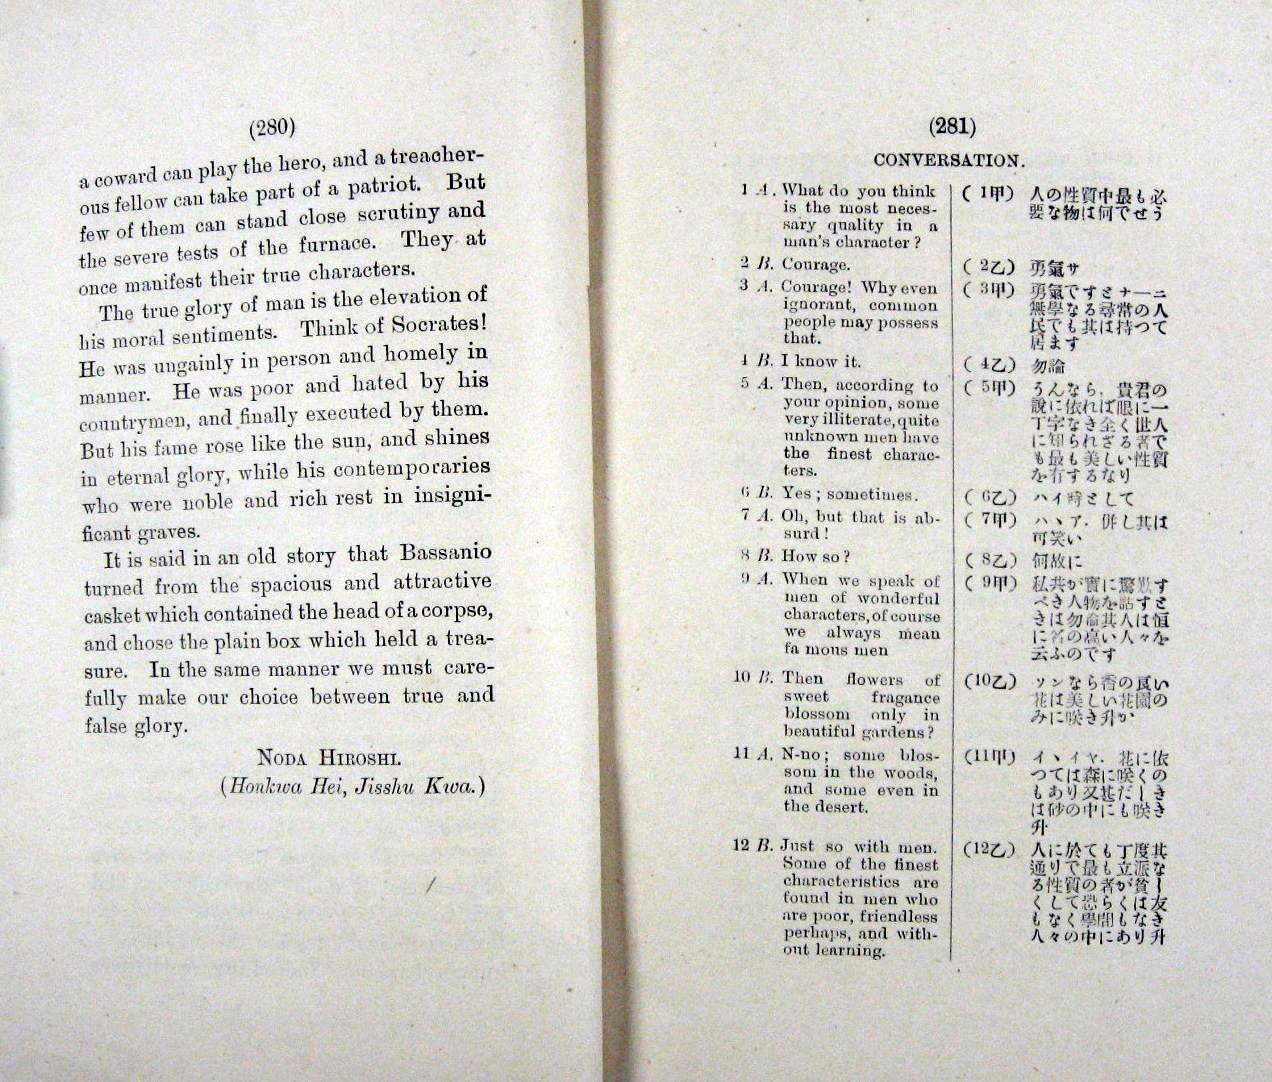 (280)
a coward can play the hero, and a treacher-
ous fellow can take part of a patriot. But
few of them can stand close scrutiny and
the severe tests of the furnace. They at
once manifest their true characters.
The true glory of man is the elevation of
his moral sentiments. Think of Socrates!
He was ungainly in person and homely in
manner. He was poor and hated by his
countrymen, and finally executed by them.
But his fame rose like the sun, and shines
in eternal glory, while his contemporaries
who were noble and rich rest in insigni-
ficant graves.
It is said in an old story that Bassanio
turned from the spacious and attractive
casket which contained the head of a corpse,
and chose the plain box which held a trea-
sure. In the same manner we must care-
fully make our choice between true and
false glory.
NODA HIROSHI.
(Honkwa Hei, Jisshu Kwa.)
(281)
CONVERSATION.
1 A. What do you think
is the most neces-
sary quality in a
man's character?
2 B. Courage.
3 A. Courage! Why even
ignorant, common
people may possess
that.
4 B. I know it.
5 A. Then, according to
your opinion, some
very illiterate, quite
unknown men have
the finest charac-
ters.
6 B. Yes; sometimes.
7 A. Oh, but that is ab-
surd!
8 B. How so?
9 A. When we speak of
men of wonderful
characters, of course
we always mean
fa mous men
10 B. Then flowers of
sweet fragance
blossom only in
beautiful gardens?
11 A. N-no; some blos-
som in the woods,
and some even in
the desert.
12 B. Just so with men.
Some of the finest
characteristics are
found in men who
are poor, friendless
perhaps, and with-
out learning.
(1甲) 人の性質中最も必
要な物は何でせう
(2乙) 勇氣サ
(3甲) 勇氣ですとナーニ
無學なる尋常の人
民でも其は持つて
居ます
(4乙) 勿論
(5甲) うんなら、貴君の
說に依れば眼に一
丁字なき全く世人
に知られざる者で
も最も美しい性質
を有するなり
(6乙) ハイ時として
(7甲) ハヽア、併し其は
可笑い
(8乙) 何故に
(9甲) 私共が實に驚歎す
べき人物を話すと
きは勿論其人は恒
に名の高い人々を
云ふのです
(10乙) ソンなら香の良い
花は美しい花園の
みに咲き升か
(11甲) イヽイヤ、花に依
つては森に咲くの
もあり又甚だしき
は砂の中にも咲き
升
(12乙) 人に於ても丁度其
通りで最も立派な
る性質の者が貧し
くして恐らくは友
もなく學問もなき
人々の中にあり升